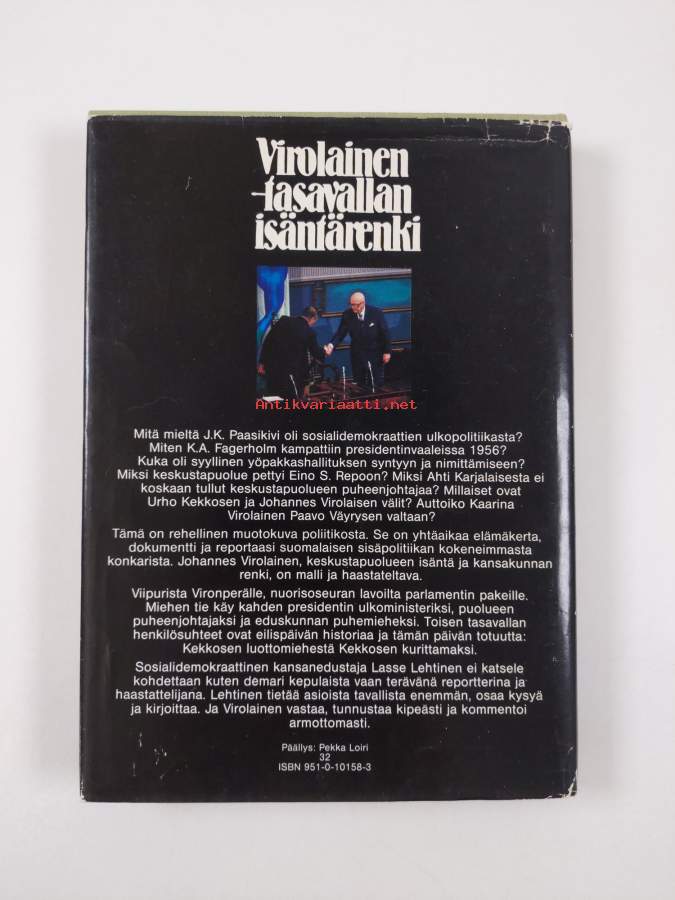 Virolainen
-tasavallan
isäntärenki
Antikvariaatti.net
Mitä mieltä J.K. Paasikivi oli sosialidemokraattien ulkopolitiikasta?
Miten K.A. Fagerholm kampattiin presidentinvaaleissa 1956?
Kuka oli syyllinen yöpakkashallituksen syntyyn ja nimittämiseen?
Miksi keskustapuolue pettyi Eino S. Repoon? Miksi Ahti Karjalaisesta ei
koskaan tullut keskustapuolueen puheenjohtajaa? Millaiset ovat
Urho Kekkosen ja Johannes Virolaisen välit? Auttoiko Kaarina
Virolainen Paavo Väyrysen valtaan?
Tämä on rehellinen muotokuva poliitikosta. Se on yhtäaikaa elämäkerta,
dokumentti ja reportaasi suomalaisen sisäpolitiikan kokeneimmasta
konkarista. Johannes Virolainen, keskustapuolueen isäntä ja kansakunnan
renki, on malli ja haastateltava.
Viipurista Vironperälle, nuorisoseuran lavoilta parlamentin pakeille.
Miehen tie käy kahden presidentin ulkoministeriksi, puolueen
puheenjohtajaksi ja eduskunnan puhemieheksi. Toisen tasavallan
henkilösuhteet ovat eilispäivän historiaa ja tämän päivän totuutta:
Kekkosen luottomiehestä Kekkosen kurittamaksi.
Sosialidemokraattinen kansanedustaja Lasse Lehtinen ei katsele
kohdettaan kuten demari kepulaista vaan terävänä reportterina ja
haastattelijana. Lehtinen tietää asioista tavallista enemmän, osaa kysyä
ja kirjoittaa. Ja Virolainen vastaa, tunnustaa kipeästi ja kommentoi
armottomasti.
Päällys: Pekka Loiri
32
ISBN 951-0-10158-3